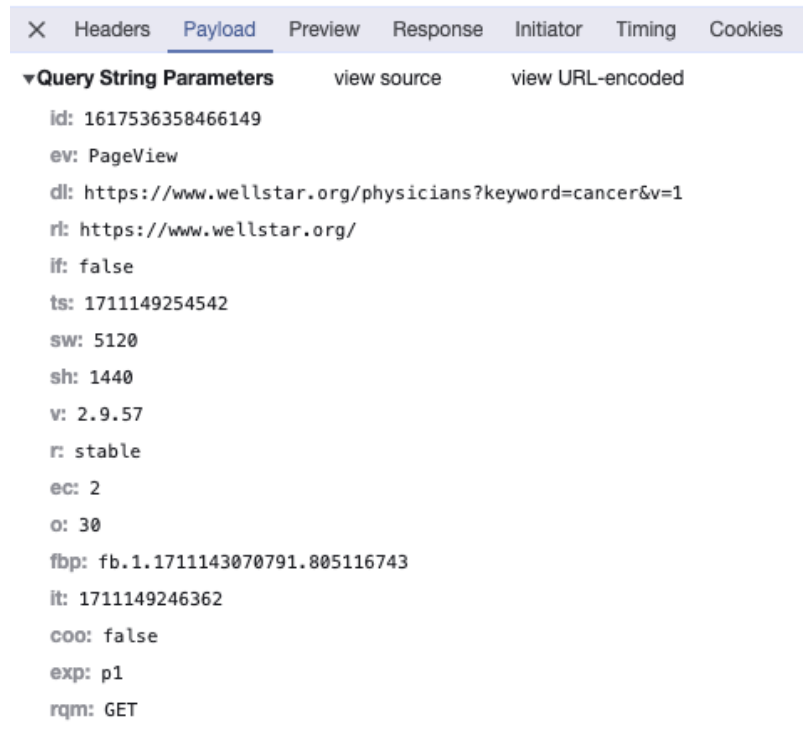 × Headers Payload Preview Response Initiator Timing Cookies
▾Query String Parameters view source view URL-encoded
id: 1617536358466149
ev: PageView
dl: https://www.wellstar.org/physicians?keyword=cancer&v=1
rl: https://www.wellstar.org/
if: false
ts: 1711149254542
sw: 5120
sh: 1440
v: 2.9.57
r: stable
ec: 2
o: 30
fbp: fb.1.1711143070791.805116743
it: 1711149246362
coo: false
exp: p1
rqm: GET